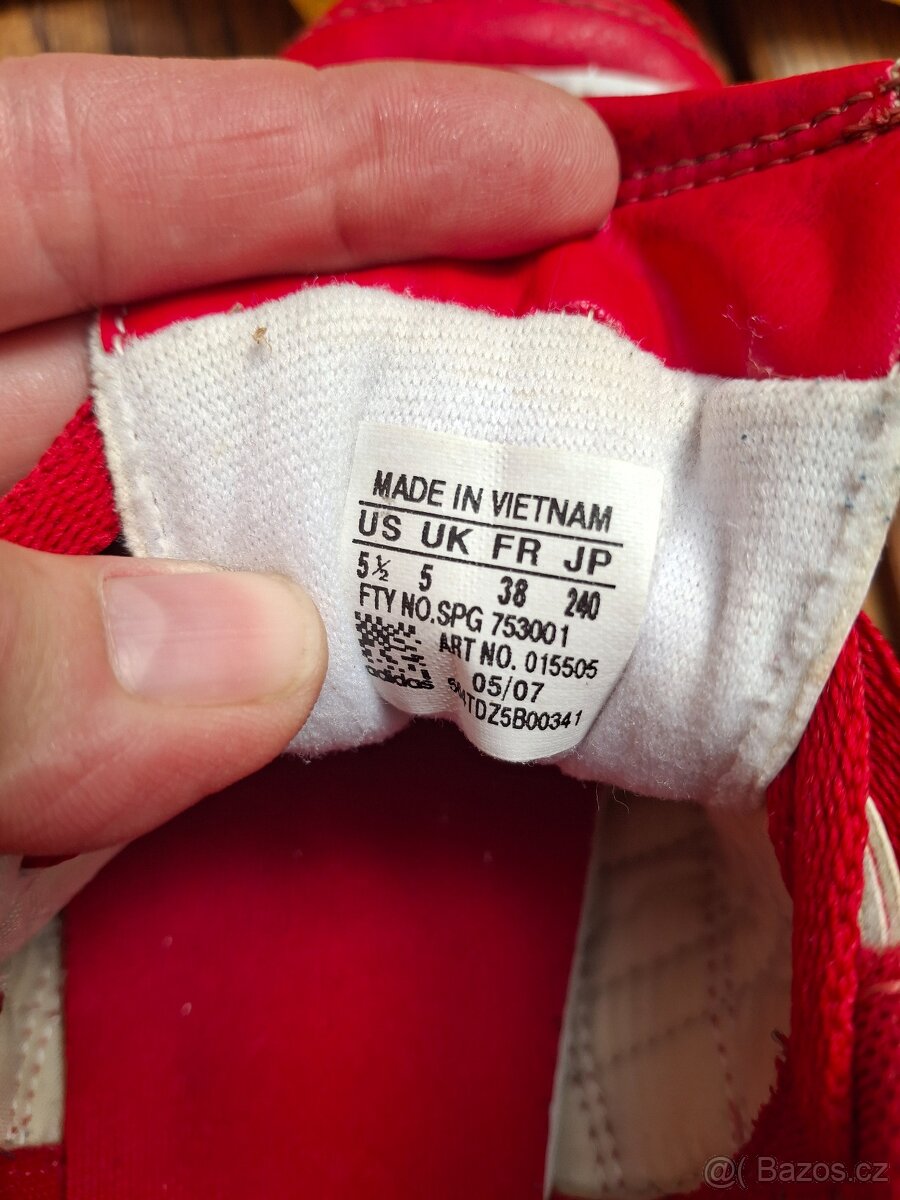 MADE IN VIETNAM
US UK FR JP
5½ 5 38 240
FTY NO.SPG 753001
ART NO. 015505
adidas 05/07
@( Bazos.cz